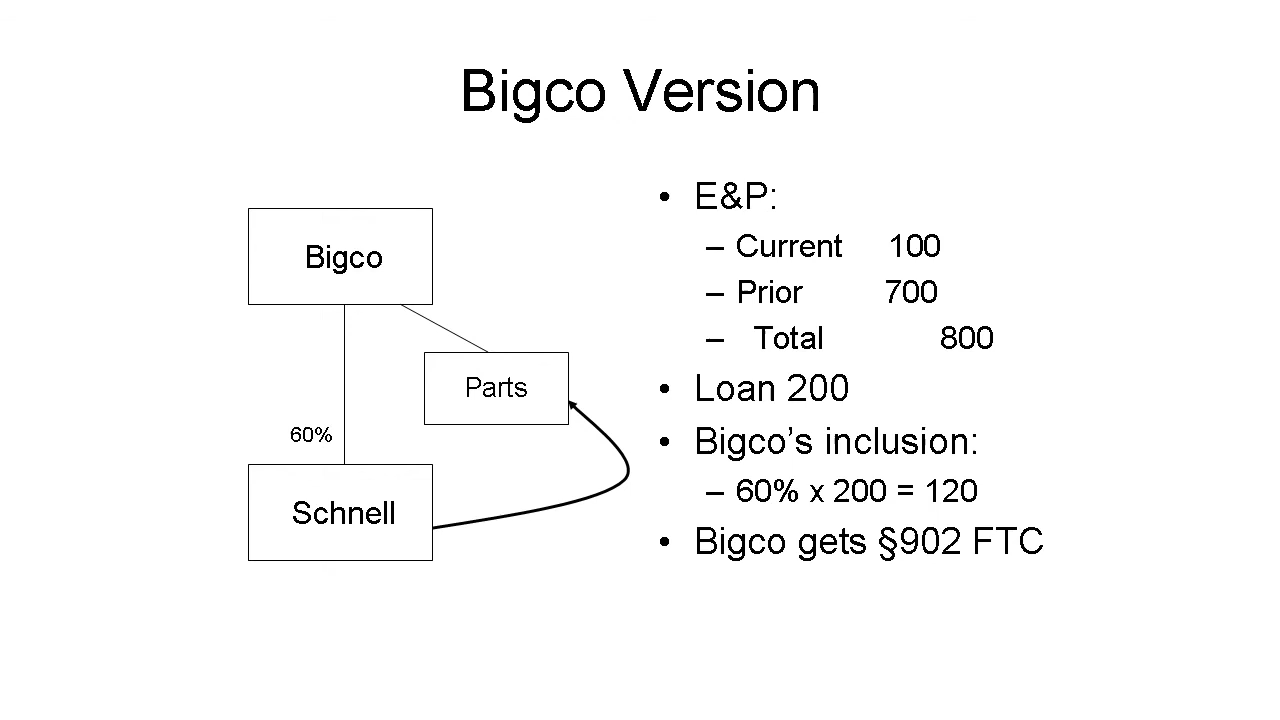 Bigco Version
Bigco
Parts
60%
Schnell
• E&P:
– Current 100
– Prior 700
– Total 800
• Loan 200
• Bigco’s inclusion:
– 60% x 200 = 120
• Bigco gets §902 FTC